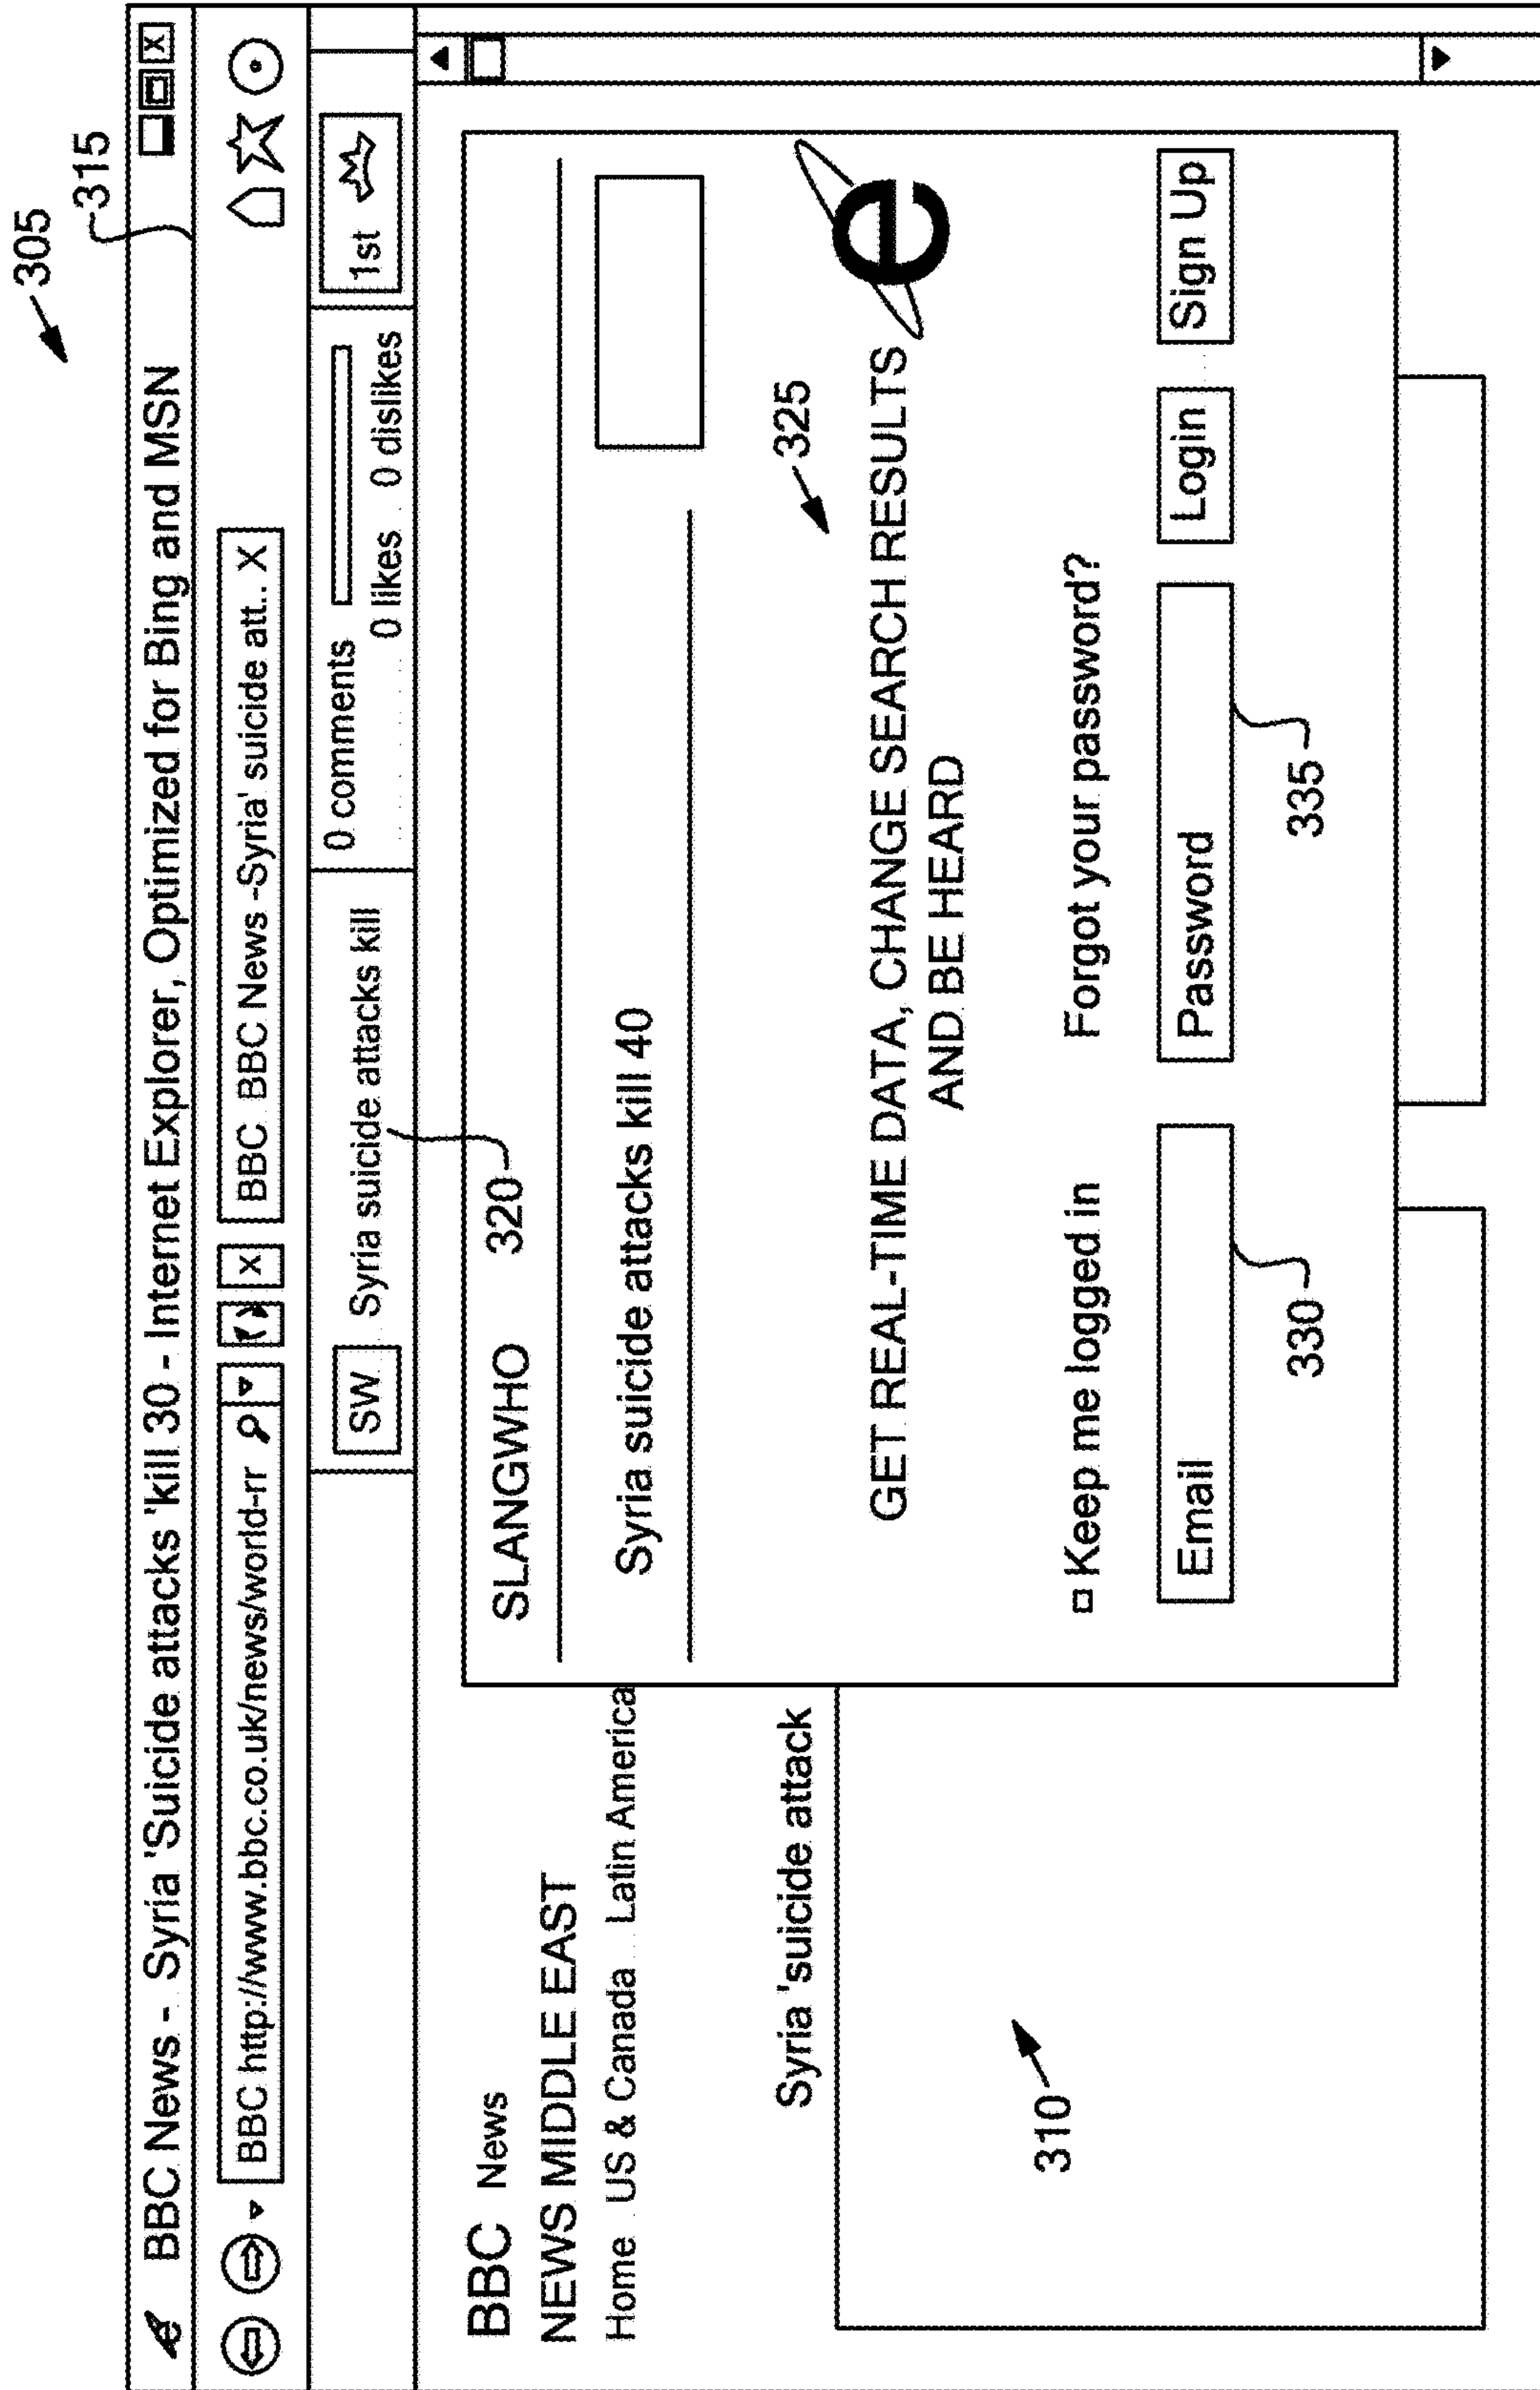 305
315
BBC News - Syria 'Suicide attacks 'kill 30 - Internet Explorer, Optimized for Bing and MSN
X
BBC http://www.bbc.co.uk/news/world-rr
X
BBC BBC News -Syria' suicide att.. X
SW
Syria suicide attacks kill
0 comments
0 likes 0 dislikes
1st
BBC News
NEWS MIDDLE EAST
Home US & Canada Latin America
Syria 'suicide attack
310
SLANGWHO
320
Syria suicide attacks kill 40
325
GET REAL-TIME DATA, CHANGE SEARCH RESULTS
AND BE HEARD
e
Keep me logged in
Forgot your password?
Email
Password
Login
Sign Up
330
335